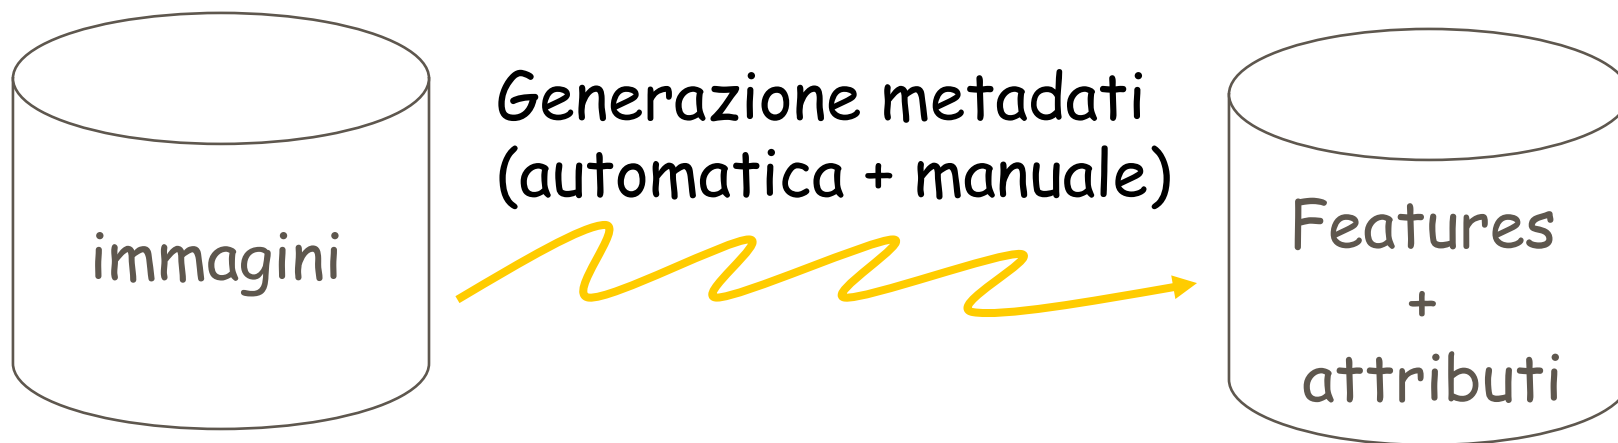 immagini
Generazione metadati
(automatica + manuale)
Features
+
attributi